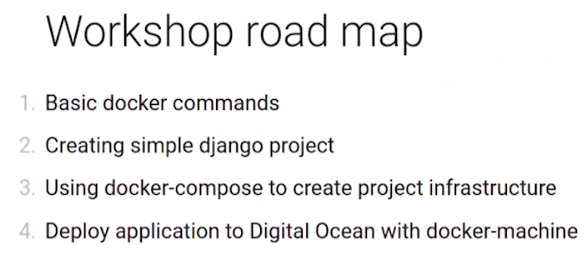 Workshop road map
1. Basic docker commands
2. Creating simple django project
3. Using docker-compose to create project infrastructure
4. Deploy application to Digital Ocean with docker-machine